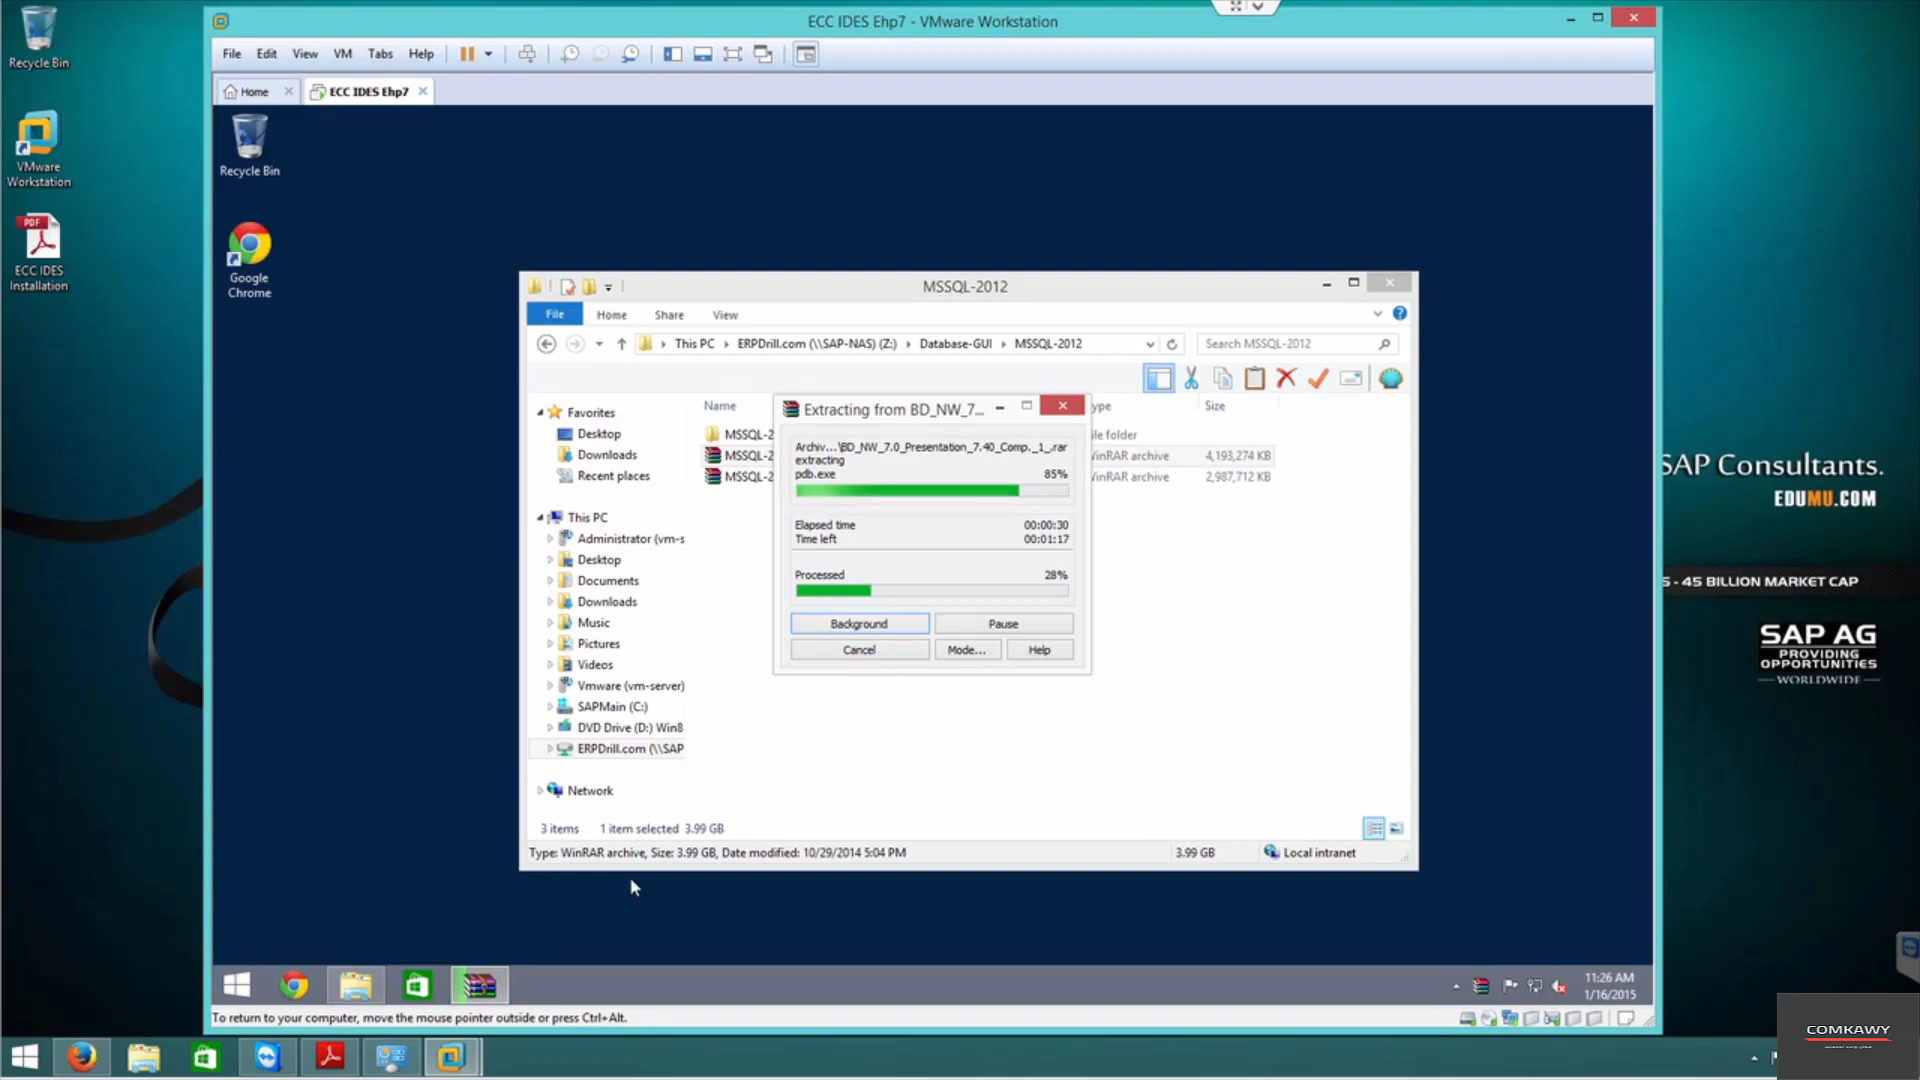 Recycle Bin
VMware
Workstation
PDF
ECC IDES
Installation
ECC IDES Ehp7 - VMware Workstation
File Edit View VM Tabs Help
Home
ECC IDES Ehp7
Recycle Bin
Google
Chrome
MSSQL-2012
File Home Share View
This PC ERPDrill.com (\\SAP-NAS) (Z:) Database-GUI MSSQL-2012
Search MSSQL-2012
Name
ype
Size
Favorites
Desktop
Downloads
Recent places
This PC
Administrator (vm-s
Desktop
Documents
Downloads
Music
Pictures
Videos
Vmware (vm-server)
SAPMain (C:)
DVD Drive (D:) Win8
ERPDrill.com (\\SAP
Network
MSSQL-2
ile folder
MSSQL-2
WinRAR archive 4,193,274 KB
MSSQL-2
WinRAR archive 2,987,712 KB
Extracting from BD_NW_7...
Archiv...\BD_NW_7.0_Presentation_7.40_Comp._1_.rar
extracting
pdb.exe 85%
Elapsed time 00:00:30
Time left 00:01:17
Processed 28%
Background Pause
Cancel Mode... Help
3 items 1 item selected 3.99 GB
Type: WinRAR archive, Size: 3.99 GB, Date modified: 10/29/2014 5:04 PM
3.99 GB
Local intranet
SAP Consultants.
EDUMU.COM
5 - 45 BILLION MARKET CAP
SAP AG
PROVIDING
OPPORTUNITIES
WORLDWIDE
11:26 AM
1/16/2015
To return to your computer, move the mouse pointer outside or press Ctrl+Alt.
COMKAWY